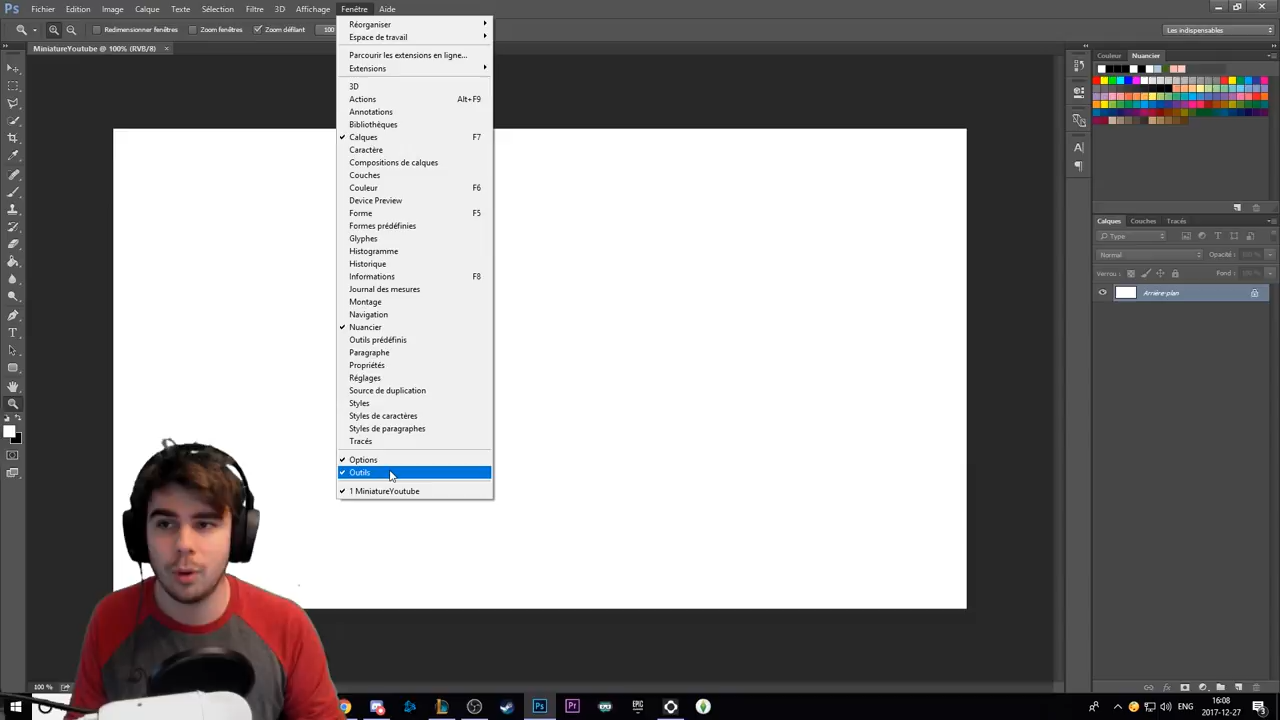 Ps Fichier Edition Image Calque Texte Sélection Filtre 3D Affichage Fenêtre Aide
Redimensionner fenêtres Zoom fenêtres Zoom défilant 100 Les indispensables
MiniatureYoutube @ 100% (RVB/8) ×
Réorganiser
Espace de travail
Parcourir les extensions en ligne...
Extensions
3D
Actions Alt+F9
Annotations
Bibliothèques
Calques F7
Caractère
Compositions de calques
Couches
Couleur F6
Device Preview
Forme F5
Formes prédéfinies
Glyphes
Histogramme
Historique
Informations F8
Journal des mesures
Montage
Navigation
Nuancier
Outils prédéfinis
Paragraphe
Propriétés
Réglages
Source de duplication
Styles
Styles de caractères
Styles de paragraphes
Tracés
Options
Outils
1 MiniatureYoutube
Couleur Nuancier
Calques Couches Tracés
Type
Normal Opacité :
Verrou : Fond :
Arrière-plan
100 %
Ps Pr EPIC
16:08
2017-12-27